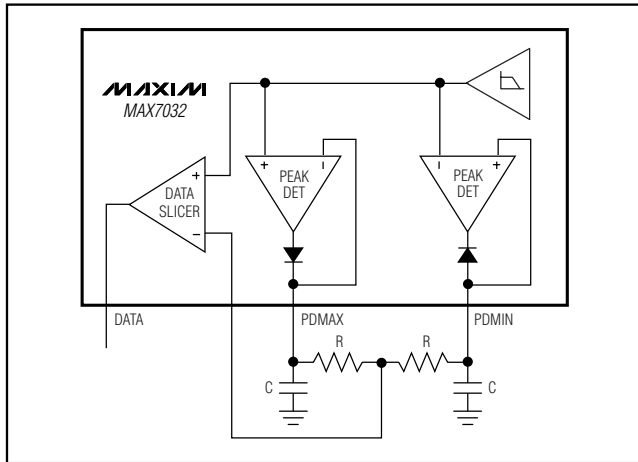 MAXIM
MAX7032
DATA
SLICER
+
−
PEAK
DET
+
−
PEAK
DET
−
+
DATA
PDMAX
PDMIN
R
R
C
C